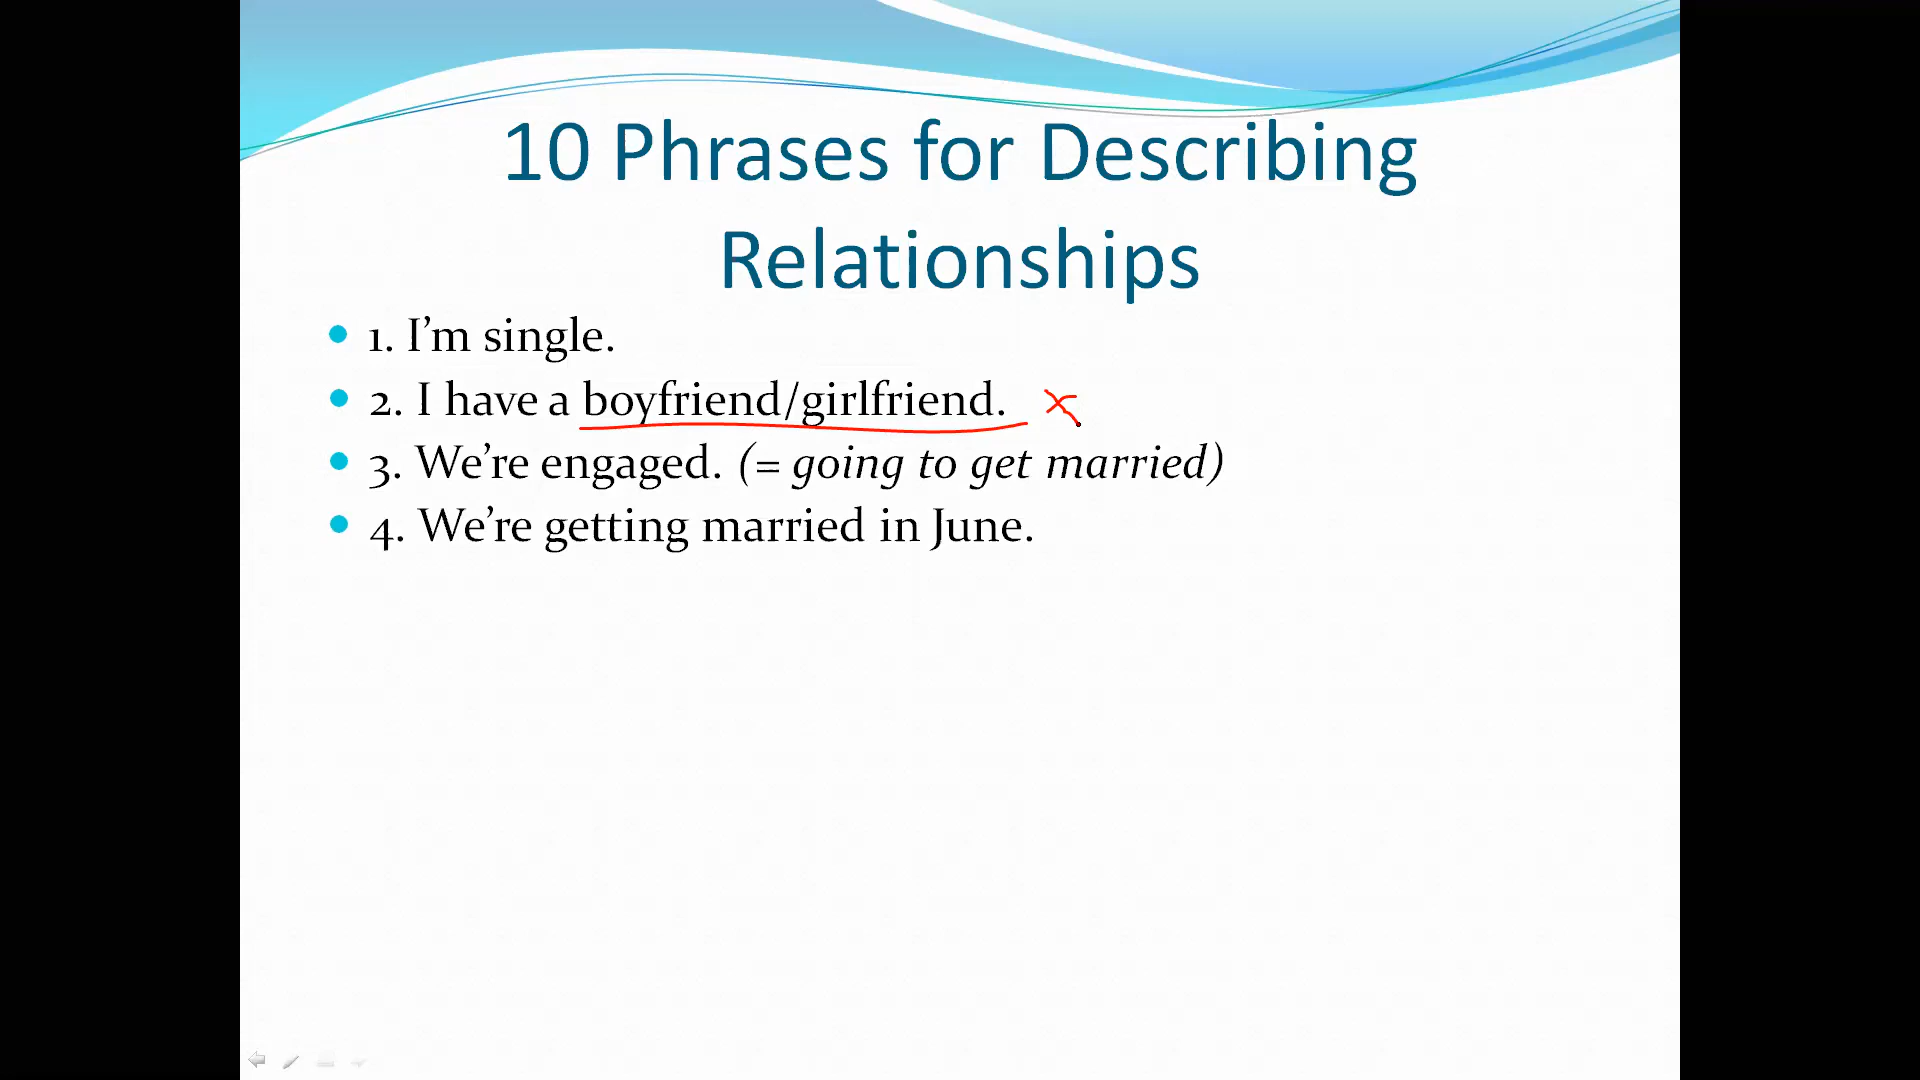 10 Phrases for Describing
Relationships
1. I’m single.
2. I have a boyfriend/girlfriend. x
3. We’re engaged. (= going to get married)
4. We’re getting married in June.